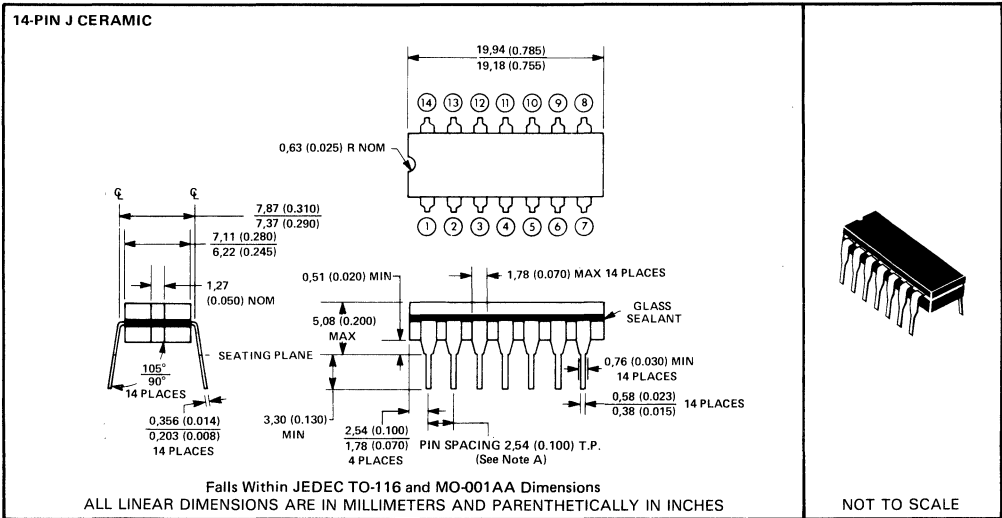 14-PIN J CERAMIC
19,94 (0.785)
19,18 (0.755)
14 13 12 11 10 9 8
0,63 (0.025) R NOM
1 2 3 4 5 6 7
℄ ℄
7,87 (0.310)
7,37 (0.290)
7,11 (0.280)
6,22 (0.245)
1,27
(0.050) NOM
105°
90°
14 PLACES
0,356 (0.014)
0,203 (0.008)
14 PLACES
0,51 (0.020) MIN
1,78 (0.070) MAX 14 PLACES
5,08 (0.200)
MAX
GLASS
SEALANT
SEATING PLANE
0,76 (0.030) MIN
14 PLACES
0,58 (0.023)
0,38 (0.015)
14 PLACES
3,30 (0.130)
MIN
2,54 (0.100)
1,78 (0.070)
4 PLACES
PIN SPACING 2,54 (0.100) T.P.
(See Note A)
Falls Within JEDEC TO-116 and MO-001AA Dimensions
ALL LINEAR DIMENSIONS ARE IN MILLIMETERS AND PARENTHETICALLY IN INCHES
NOT TO SCALE